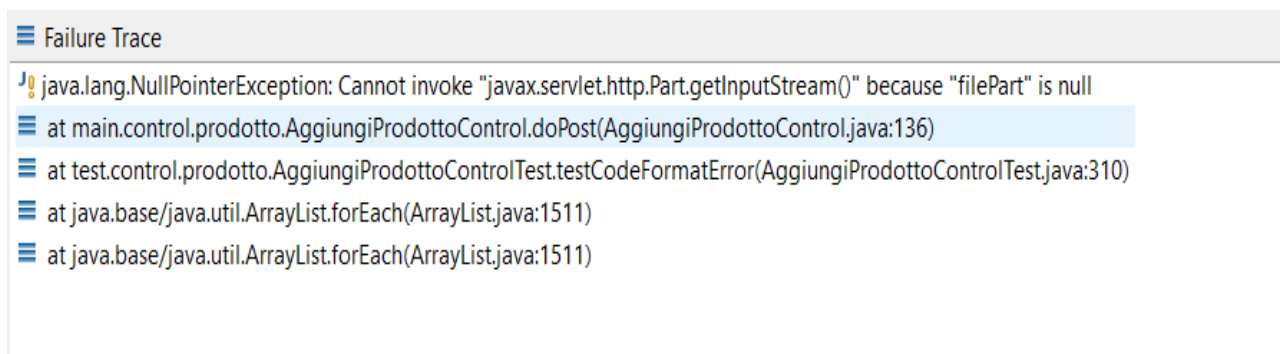 Failure Trace
java.lang.NullPointerException: Cannot invoke "javax.servlet.http.Part.getInputStream()" because "filePart" is null
at main.control.prodotto.AggiungiProdottoControl.doPost(AggiungiProdottoControl.java:136)
at test.control.prodotto.AggiungiProdottoControlTest.testCodeFormatError(AggiungiProdottoControlTest.java:310)
at java.base/java.util.ArrayList.forEach(ArrayList.java:1511)
at java.base/java.util.ArrayList.forEach(ArrayList.java:1511)